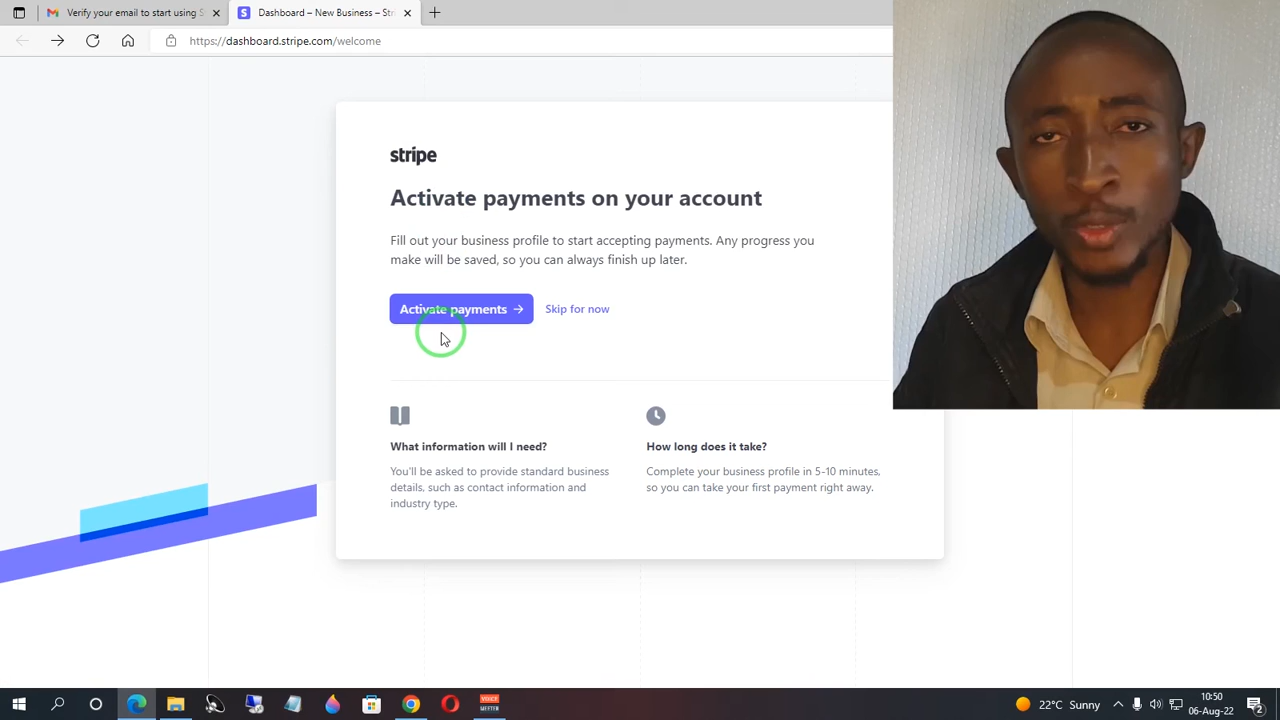 Verify your email to start using S
Dashboard – New Business – Stri
https://dashboard.stripe.com/welcome
stripe
Activate payments on your account
Fill out your business profile to start accepting payments. Any progress you
make will be saved, so you can always finish up later.
Activate payments → Skip for now
What information will I need?
You'll be asked to provide standard business
details, such as contact information and
industry type.
How long does it take?
Complete your business profile in 5-10 minutes,
so you can take your first payment right away.
VOICE
MEETER
22°C Sunny
10:50
06-Aug-22
2